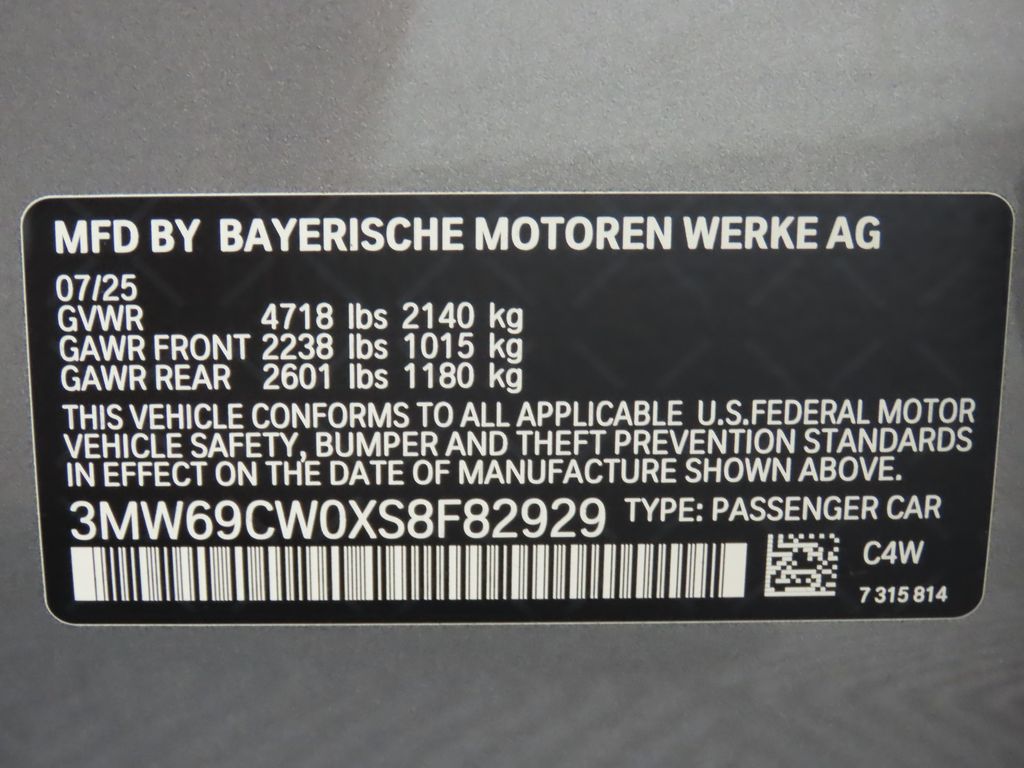 MFD BY BAYERISCHE MOTOREN WERKE AG
07/25
GVWR 4718 lbs 2140 kg
GAWR FRONT 2238 lbs 1015 kg
GAWR REAR 2601 lbs 1180 kg
THIS VEHICLE CONFORMS TO ALL APPLICABLE U.S.FEDERAL MOTOR
VEHICLE SAFETY, BUMPER AND THEFT PREVENTION STANDARDS
IN EFFECT ON THE DATE OF MANUFACTURE SHOWN ABOVE.
3MW69CW0XS8F82929 TYPE: PASSENGER CAR
C4W
7 315 814